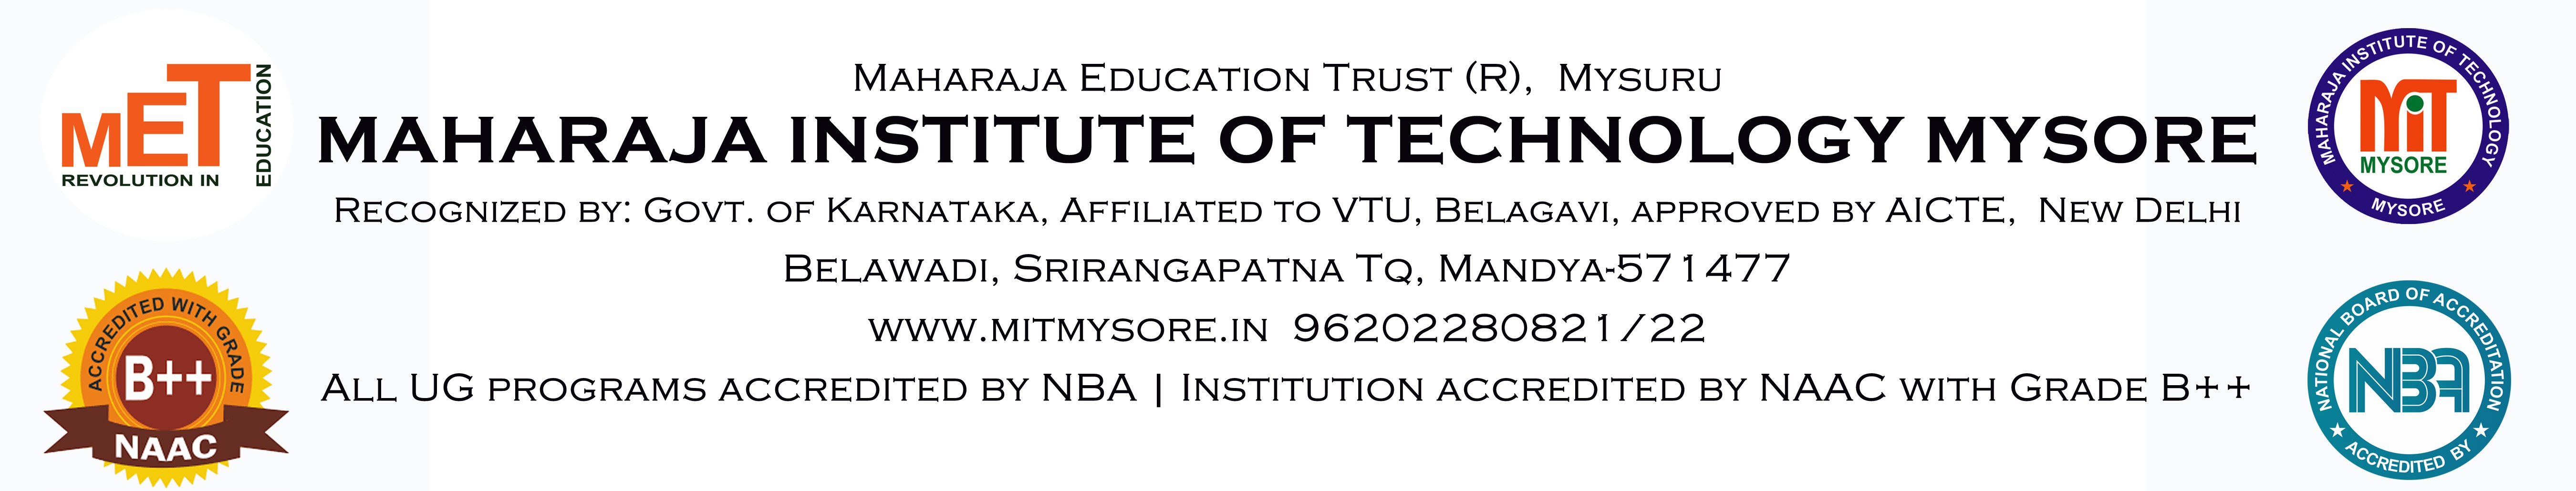 MET
REVOLUTION IN
EDUCATION
MAHARAJA EDUCATION TRUST (R), MYSURU
MAHARAJA INSTITUTE OF TECHNOLOGY MYSORE
RECOGNIZED BY: GOVT. OF KARNATAKA, AFFILIATED TO VTU, BELAGAVI, APPROVED BY AICTE, NEW DELHI
BELAWADI, SRIRANGAPATNA TQ, MANDYA-571477
WWW.MITMYSORE.IN 96202280821/22
ALL UG PROGRAMS ACCREDITED BY NBA | INSTITUTION ACCREDITED BY NAAC WITH GRADE B++
MAHARAJA INSTITUTE OF TECHNOLOGY
MiT
MYSORE
MYSORE
ACCREDITED WITH GRADE
B++
NAAC
NATIONAL BOARD OF ACCREDITATION
NBA
ACCREDITED BY